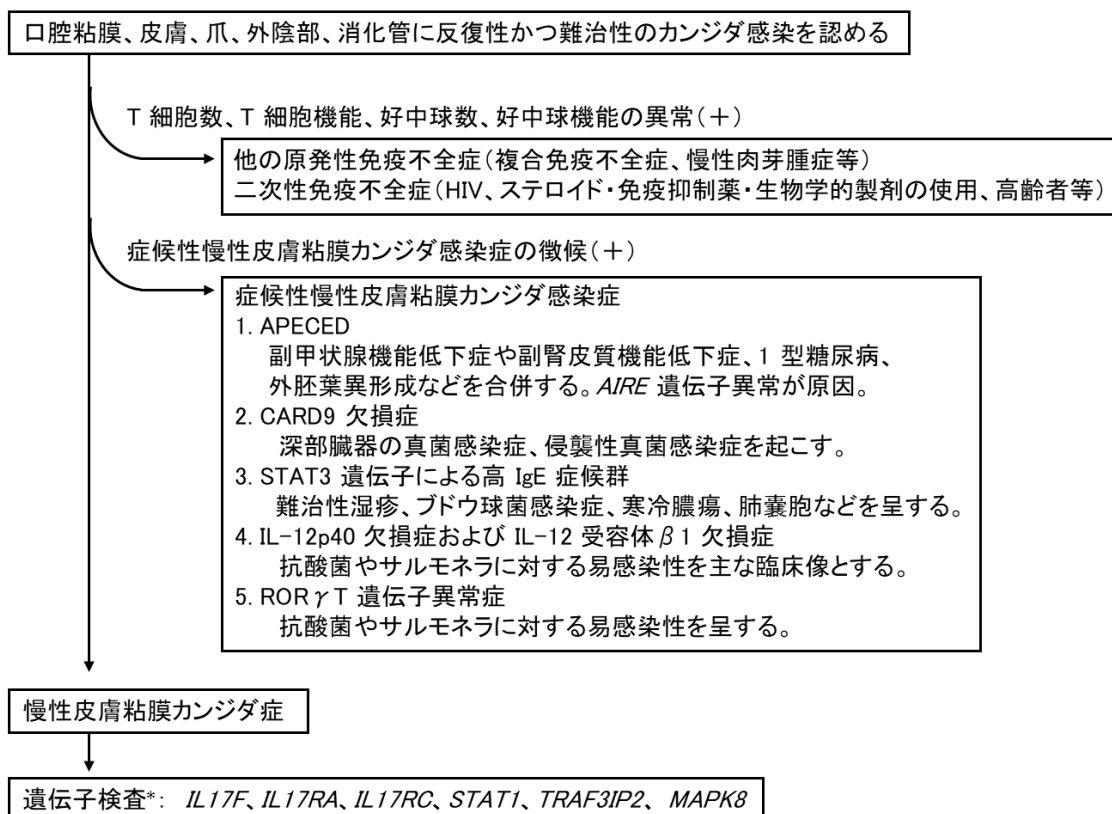 口腔粘膜、皮膚、爪、外陰部、消化管に反復性かつ難治性のカンジダ感染を認める
T 細胞数、T 細胞機能、好中球数、好中球機能の異常(+)
他の原発性免疫不全症(複合免疫不全症、慢性肉芽腫症等)
二次性免疫不全症(HIV、ステロイド・免疫抑制薬・生物学的製剤の使用、高齢者等)
症候性慢性皮膚粘膜カンジダ感染症の徴候(+)
症候性慢性皮膚粘膜カンジダ感染症
1. APECED
副甲状腺機能低下症や副腎皮質機能低下症、1 型糖尿病、
外胚葉異形成などを合併する。AIRE 遺伝子異常が原因。
2. CARD9 欠損症
深部臓器の真菌感染症、侵襲性真菌感染症を起こす。
3. STAT3 遺伝子による高 IgE 症候群
難治性湿疹、ブドウ球菌感染症、寒冷膿瘍、肺嚢胞などを呈する。
4. IL-12p40 欠損症および IL-12 受容体β1 欠損症
抗酸菌やサルモネラに対する易感染性を主な臨床像とする。
5. RORγT 遺伝子異常症
抗酸菌やサルモネラに対する易感染性を呈する。
慢性皮膚粘膜カンジダ症
遺伝子検査*: IL17F、IL17RA、IL17RC、STAT1、TRAF3IP2、 MAPK8